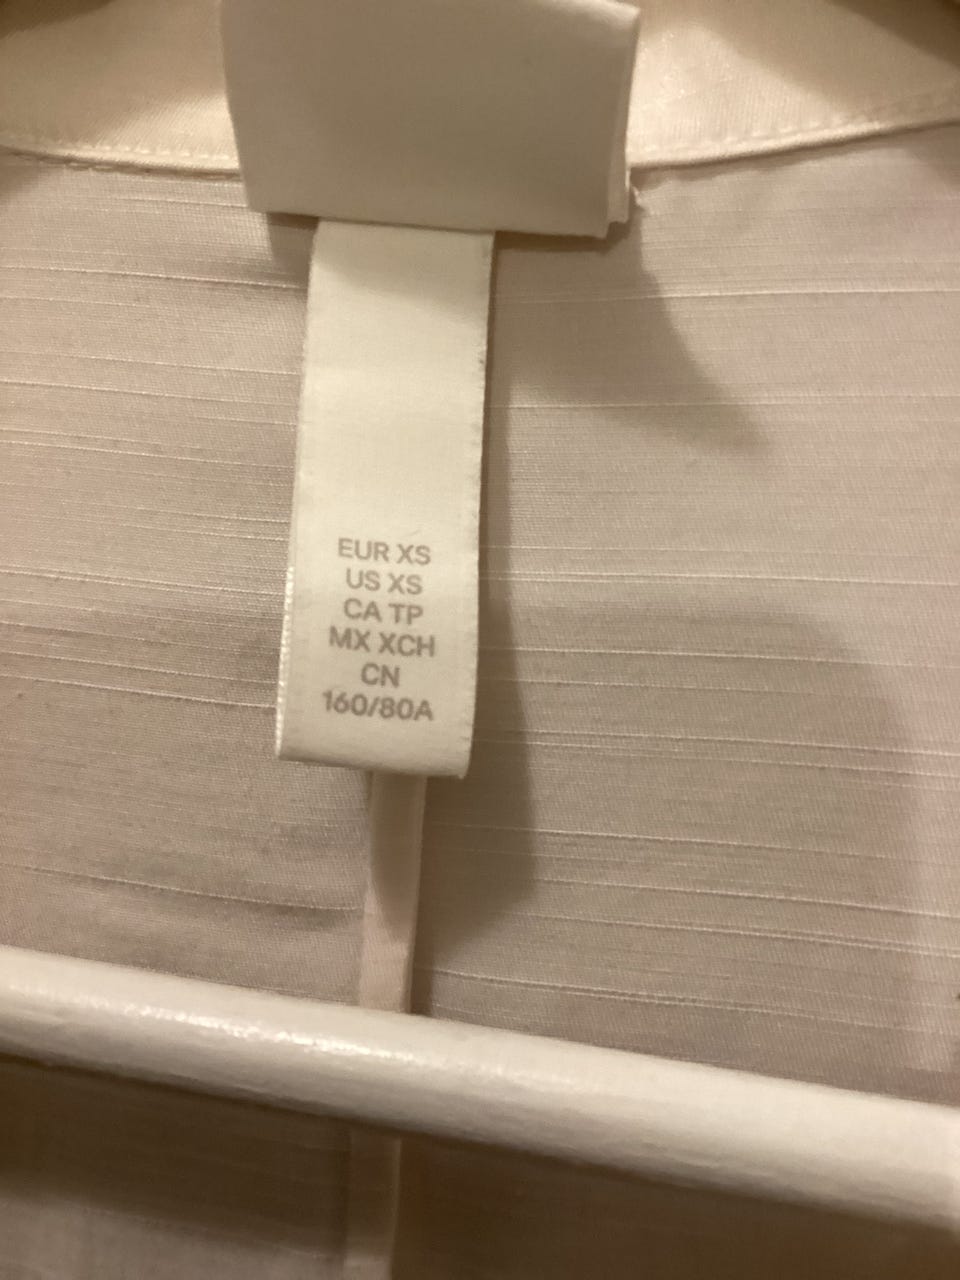 EUR XS
US XS
CA TP
MX XCH
CN
160/80A